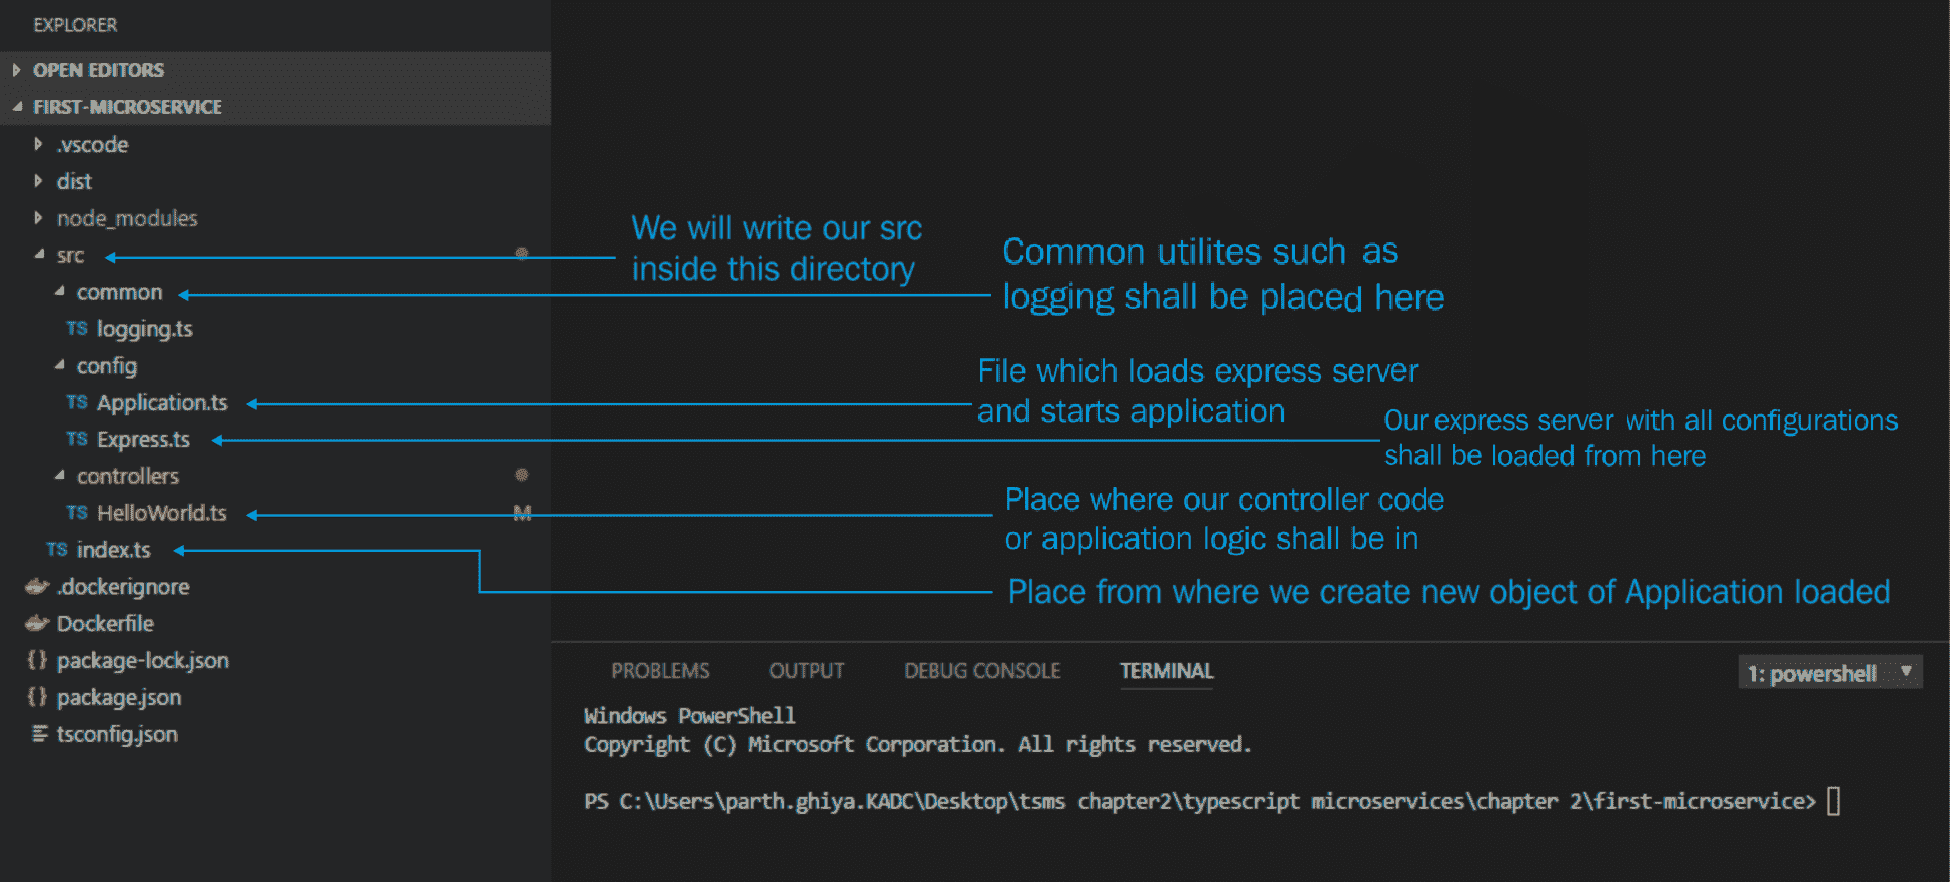 EXPLORER
OPEN EDITORS
FIRST-MICROSERVICE
.vscode
dist
node_modules
src
common
TS logging.ts
config
TS Application.ts
TS Express.ts
controllers
TS HelloWorld.ts
M
TS index.ts
.dockerignore
Dockerfile
{} package-lock.json
{} package.json
tsconfig.json
We will write our src
inside this directory
Common utilites such as
logging shall be placed here
File which loads express server
and starts application
Our express server with all configurations
shall be loaded from here
Place where our controller code
or application logic shall be in
Place from where we create new object of Application loaded
PROBLEMS OUTPUT DEBUG CONSOLE TERMINAL 1: powershell
Windows PowerShell
Copyright (C) Microsoft Corporation. All rights reserved.
PS C:\Users\parth.ghiya.KADC\Desktop\tsms chapter2\typescript microservices\chapter 2\first-microservice>